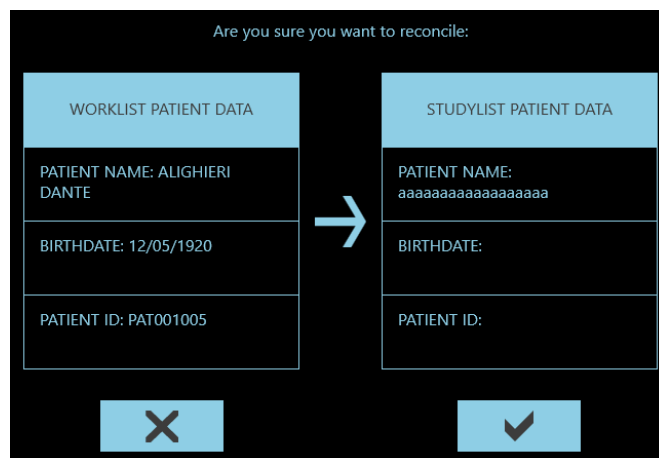 Are you sure you want to reconcile:
WORKLIST PATIENT DATA
PATIENT NAME: ALIGHIERI
DANTE
BIRTHDATE: 12/05/1920
PATIENT ID: PAT001005
STUDYLIST PATIENT DATA
PATIENT NAME:
aaaaaaaaaaaaaaaaaa
BIRTHDATE:
PATIENT ID: